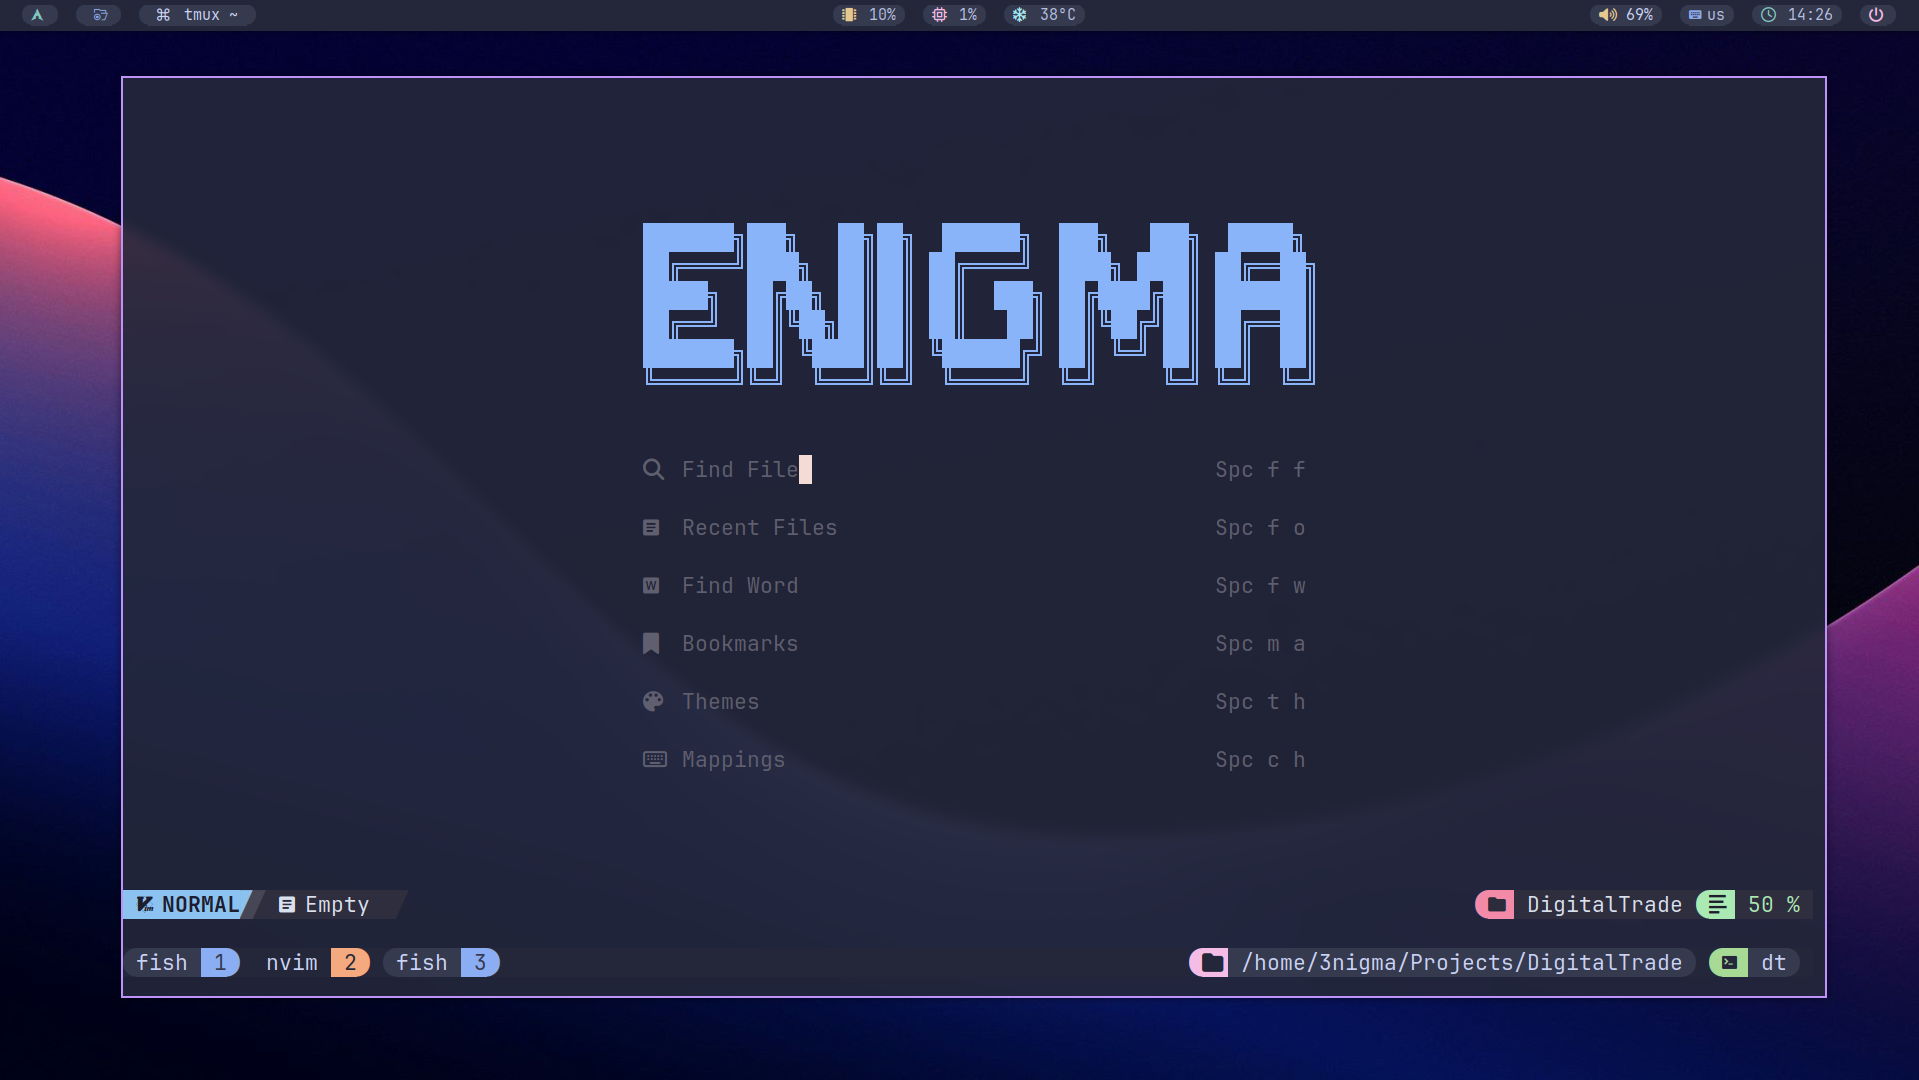 tmux ~ 10% 1% 38°C 69% US 14:26
ENIGMA
Find File Spc f f
Recent Files Spc f o
Find Word Spc f w
Bookmarks Spc m a
Themes Spc t h
Mappings Spc c h
NORMAL Empty DigitalTrade 50 %
fish 1 nvim 2 fish 3 /home/3nigma/Projects/DigitalTrade dt